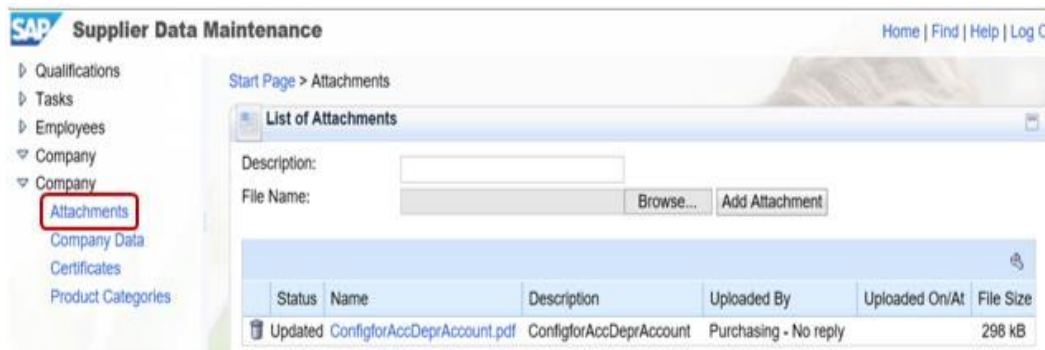 SAP Supplier Data Maintenance
Home | Find | Help | Log O
Qualifications
Tasks
Employees
Company
Company
Attachments
Company Data
Certificates
Product Categories
Start Page > Attachments
List of Attachments
Description:
File Name: Browse... Add Attachment
Status Name Description Uploaded By Uploaded On/At File Size
Updated ConfigforAccDeprAccount.pdf ConfigforAccDeprAccount Purchasing - No reply 298 kB